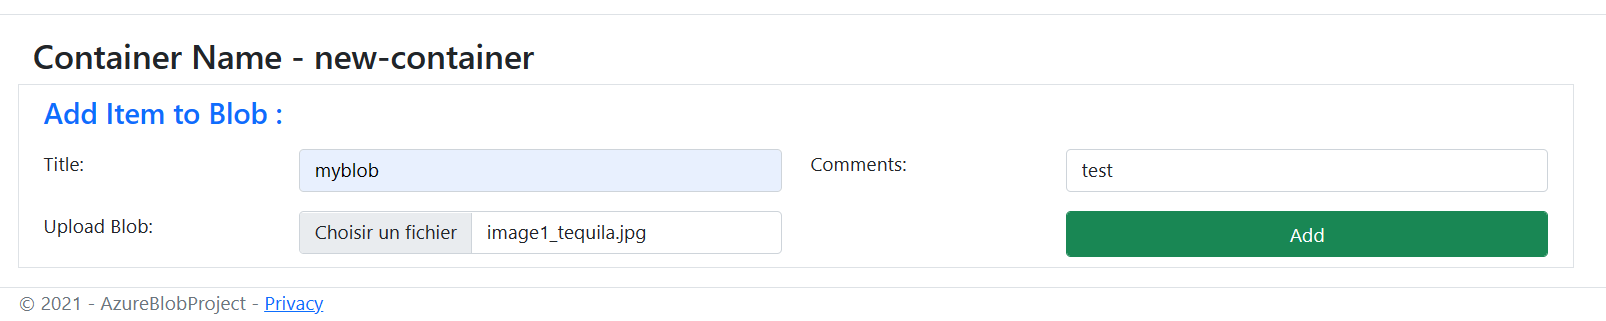 Container Name - new-container
Add Item to Blob :
Title: myblob Comments: test
Upload Blob: Choisir un fichier image1_tequila.jpg Add
© 2021 - AzureBlobProject - Privacy